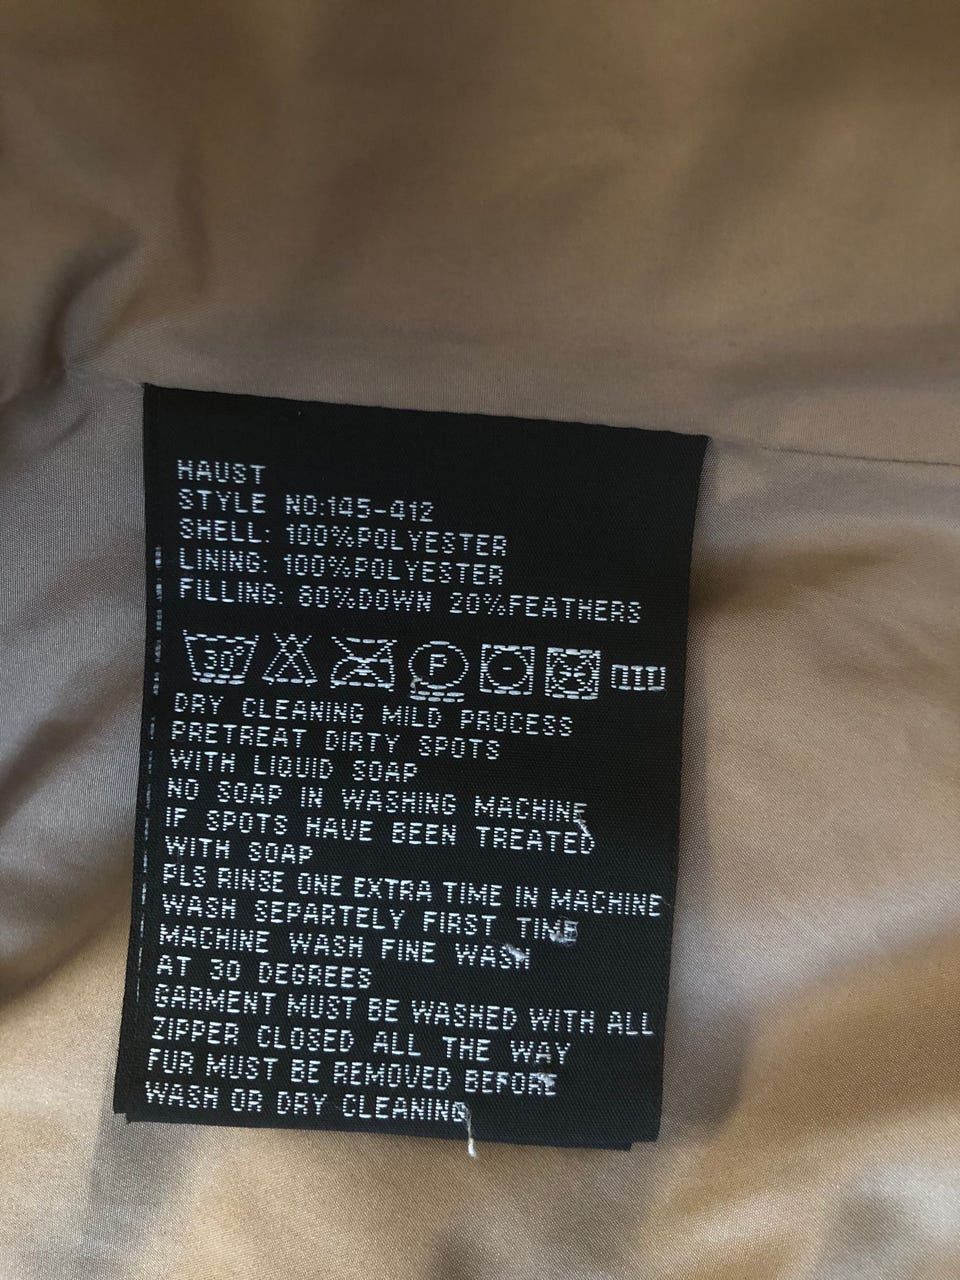 HAUST
STYLE NO:145-412
SHELL: 100%POLYESTER
LINING: 100%POLYESTER
FILLING: 80%DOWN 20%FEATHERS
30° P
DRY CLEANING MILD PROCESS
PRETREAT DIRTY SPOTS
WITH LIQUID SOAP
NO SOAP IN WASHING MACHINE
IF SPOTS HAVE BEEN TREATED
WITH SOAP
PLS RINSE ONE EXTRA TIME IN MACHINE
WASH SEPARTELY FIRST TIME
MACHINE WASH FINE WASH
AT 30 DEGREES
GARMENT MUST BE WASHED WITH ALL
ZIPPER CLOSED ALL THE WAY
FUR MUST BE REMOVED BEFORE
WASH OR DRY CLEANING